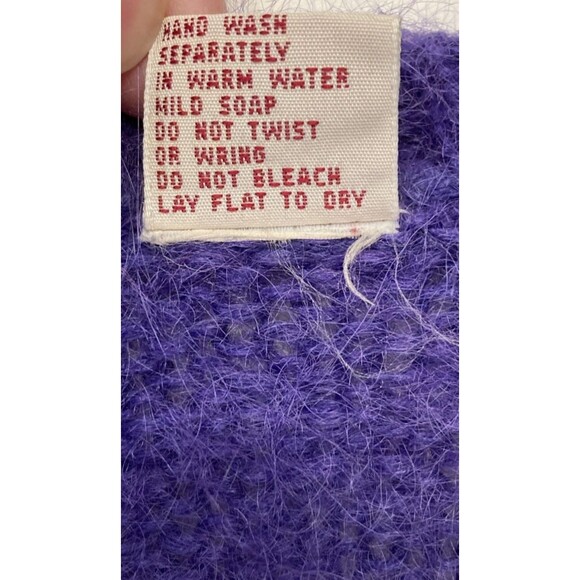 HAND WASH
SEPARATELY
IN WARM WATER
MILD SOAP
DO NOT TWIST
OR WRING
DO NOT BLEACH
LAY FLAT TO DRY